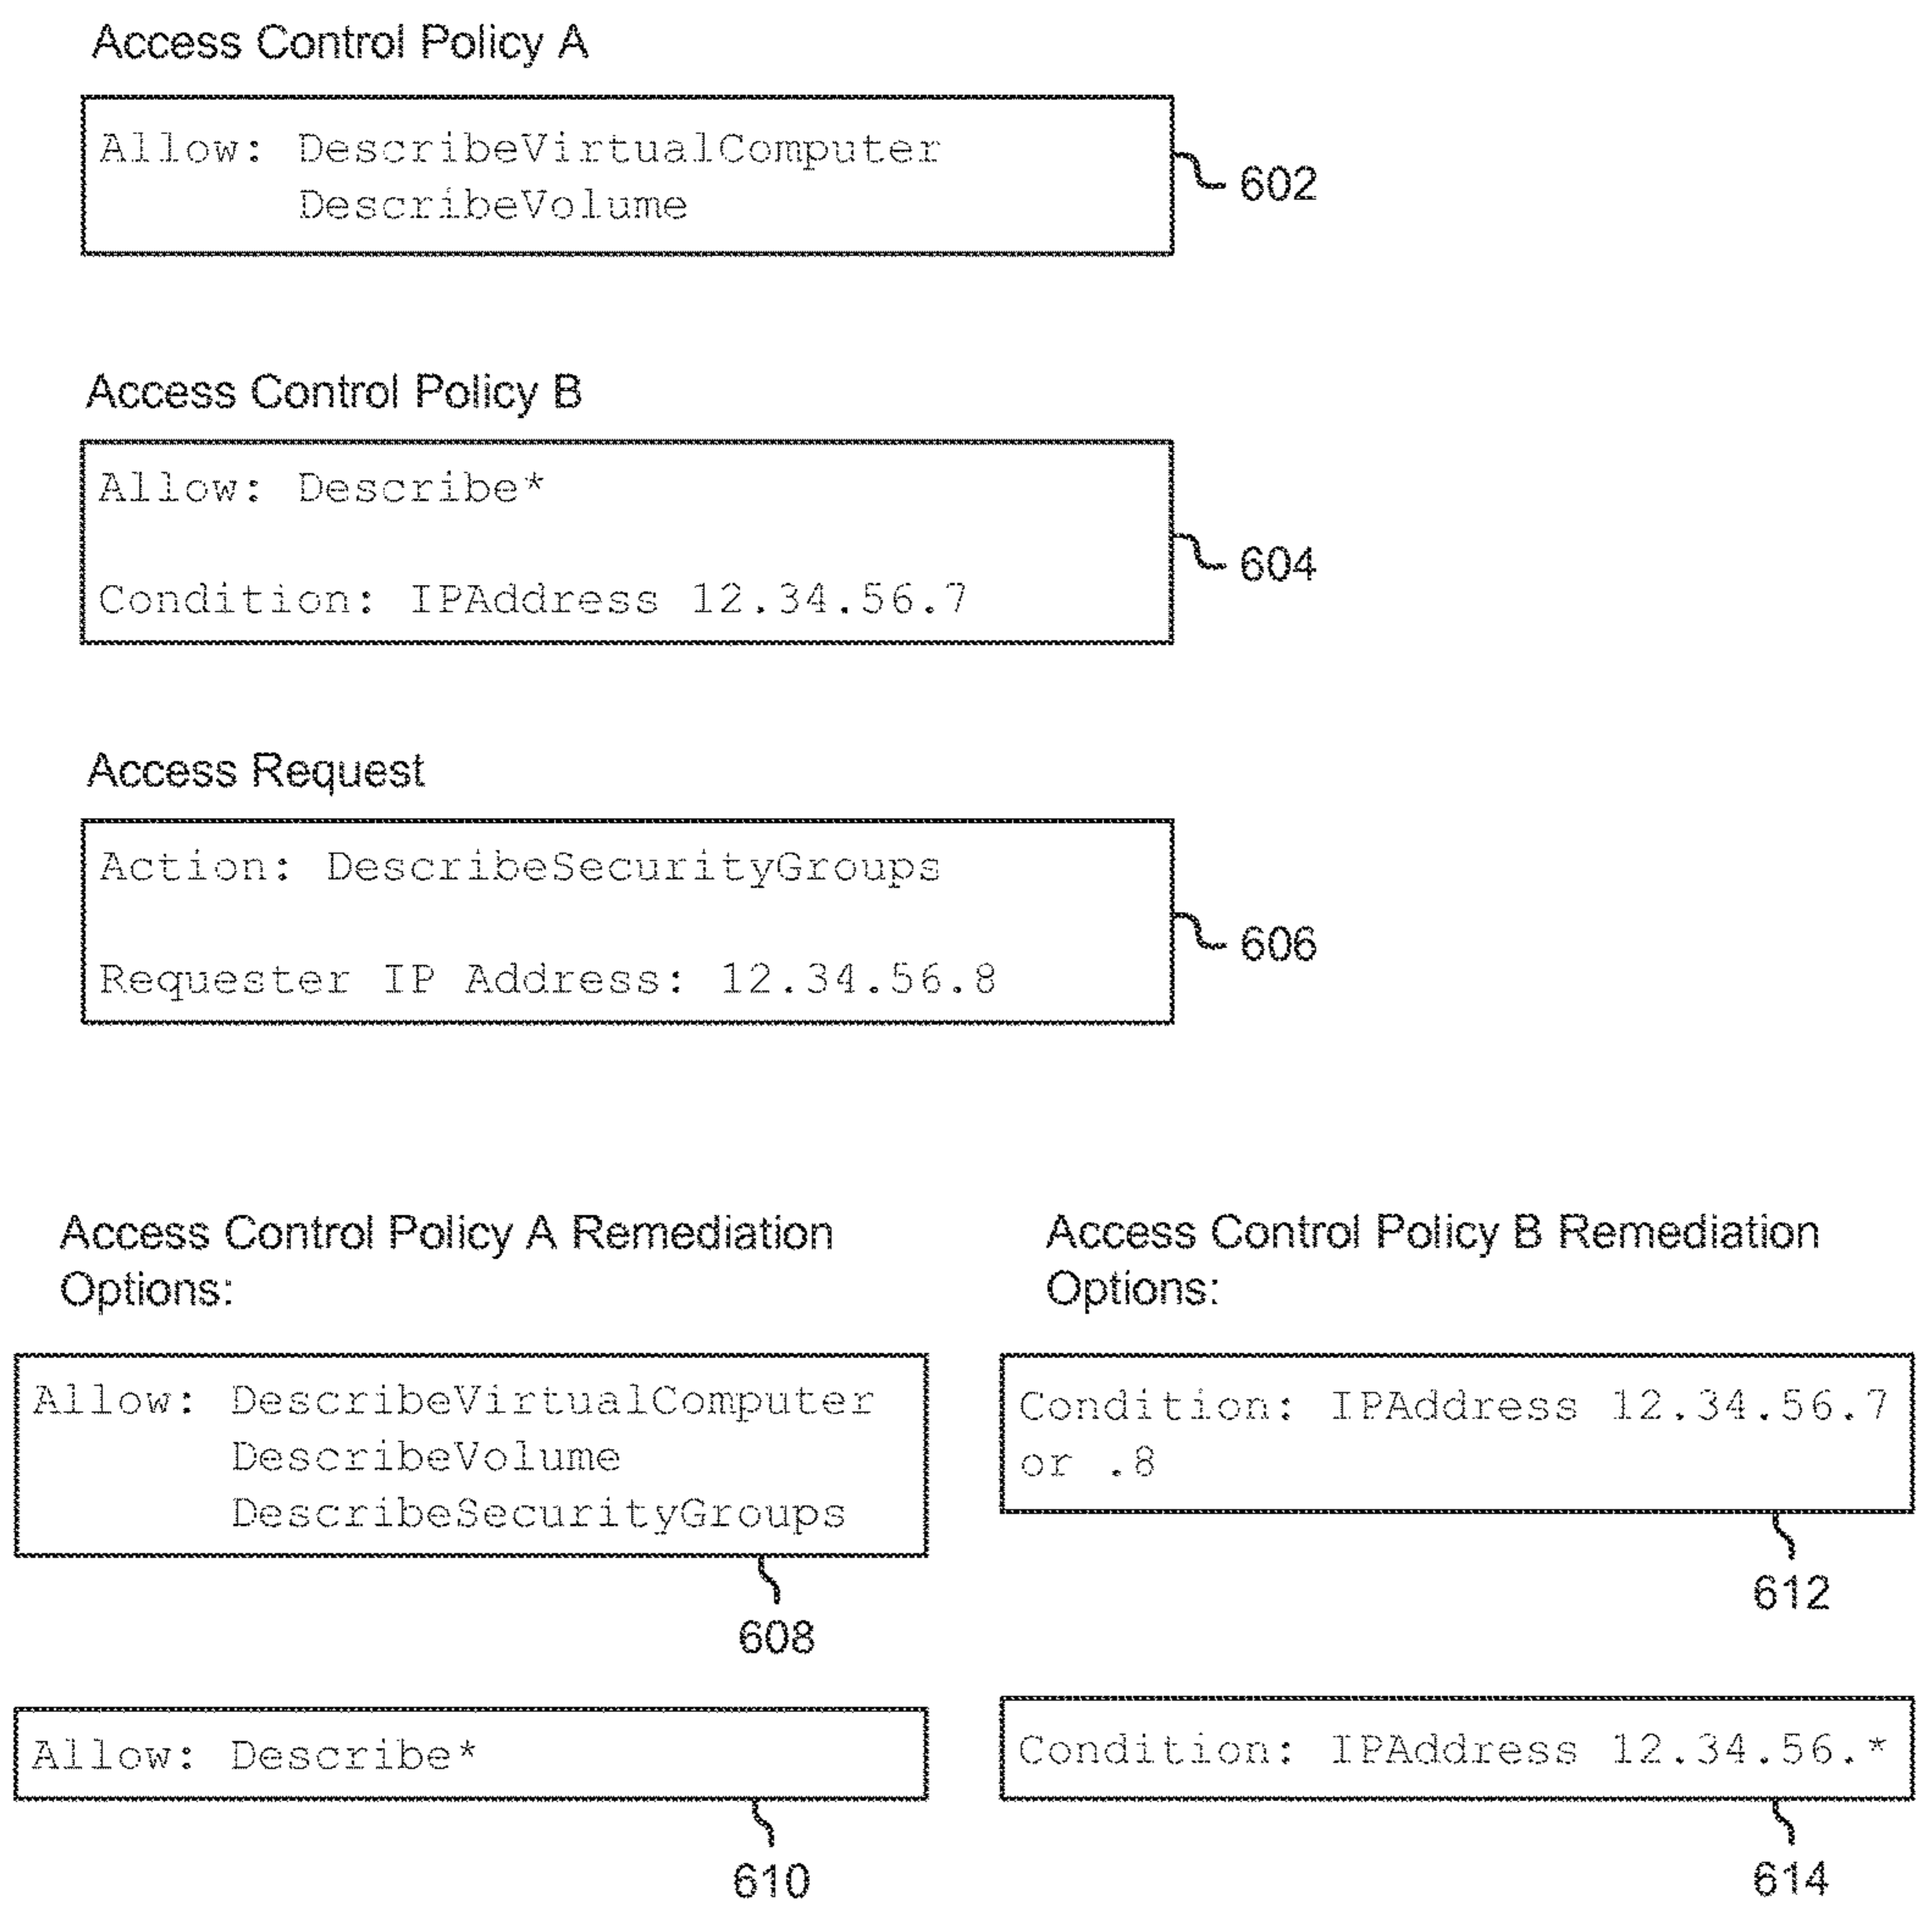 Access Control Policy A
Allow: DescribeVirtualComputer
DescribeVolume
602
Access Control Policy B
Allow: Describe*
Condition: IPAddress 12.34.56.7
604
Access Request
Action: DescribeSecurityGroups
Requester IP Address: 12.34.56.8
606
Access Control Policy A Remediation
Options:
Allow: DescribeVirtualComputer
DescribeVolume
DescribeSecurityGroups
608
Allow: Describe*
610
Access Control Policy B Remediation
Options:
Condition: IPAddress 12.34.56.7
or .8
612
Condition: IPAddress 12.34.56.*
614